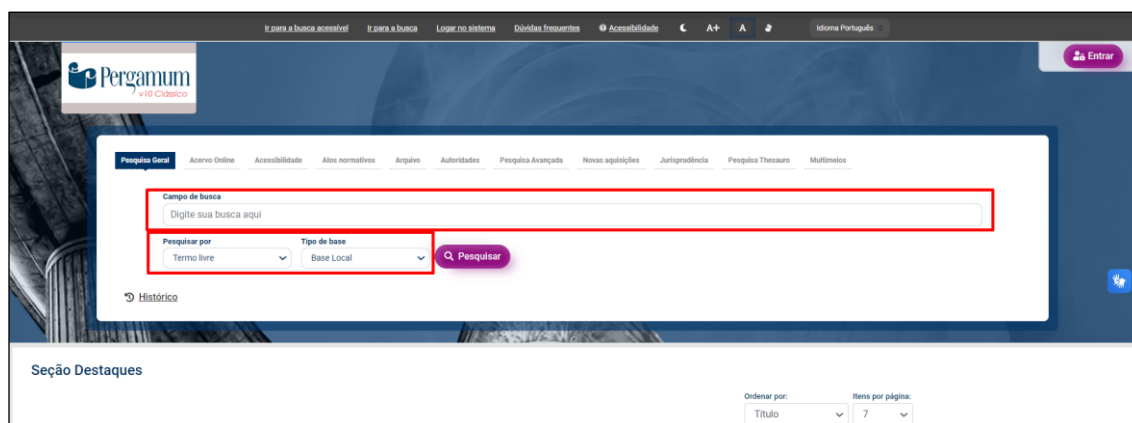 Ir para a busca acessível Ir para a busca Logar no sistema Dúvidas frequentes Acessibilidade A+ A Idioma Português
Entrar
Pergamum
v10 Clássico
Pesquisa Geral Acervo Online Acessibilidade Atos normativos Arquivo Autoridades Pesquisa Avançada Novas aquisições Jurisprudência Pesquisa Thesauro Multimeios
Campo de busca
Digite sua busca aqui
Pesquisar por Tipo de base
Termo livre Base Local Pesquisar
Histórico
Seção Destaques
Ordenar por: Itens por página:
Título 7